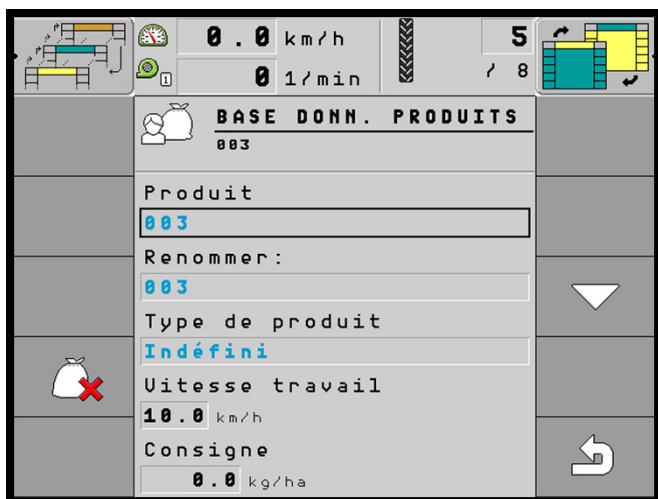 0.0 km/h
5
1
0 1/min
/ 8
BASE DONN. PRODUITS
003
Produit
003
Renommer:
003
Type de produit
Indéfini
Vitesse travail
10.0 km/h
Consigne
0.0 kg/ha